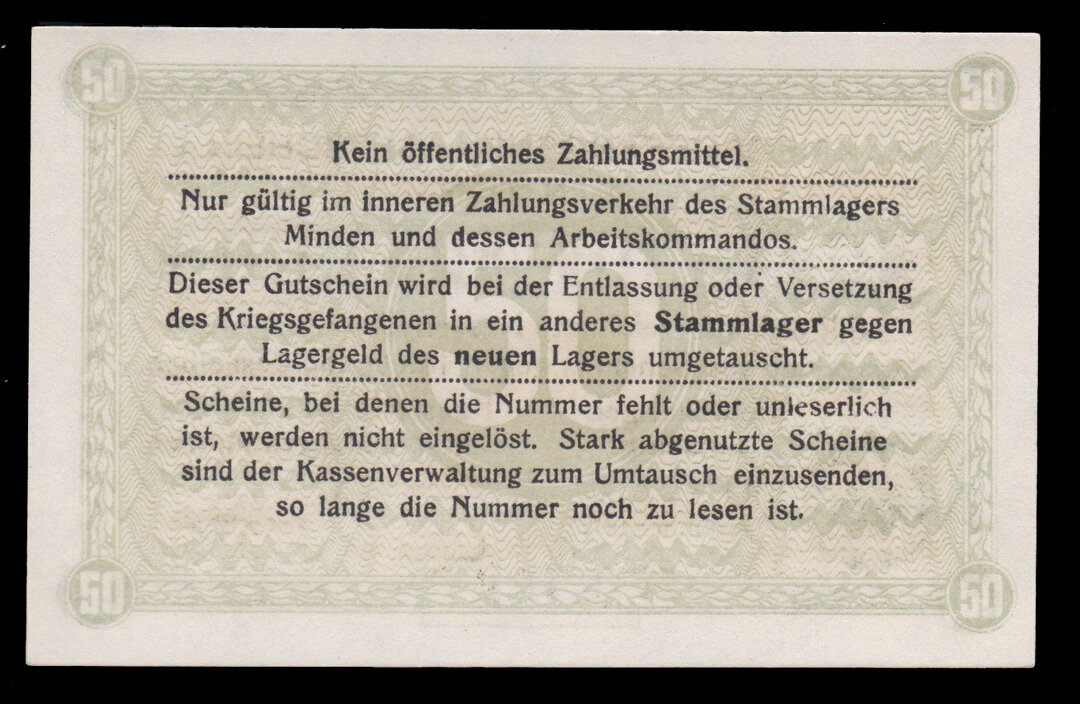 50 50
Kein öffentliches Zahlungsmittel.
Nur gültig im inneren Zahlungsverkehr des Stammlagers
Minden und dessen Arbeitskommandos.
Dieser Gutschein wird bei der Entlassung oder Versetzung
des Kriegsgefangenen in ein anderes Stammlager gegen
Lagergeld des neuen Lagers umgetauscht.
Scheine, bei denen die Nummer fehlt oder unleserlich
ist, werden nicht eingelöst. Stark abgenutzte Scheine
sind der Kassenverwaltung zum Umtausch einzusenden,
so lange die Nummer noch zu lesen ist.
50 50